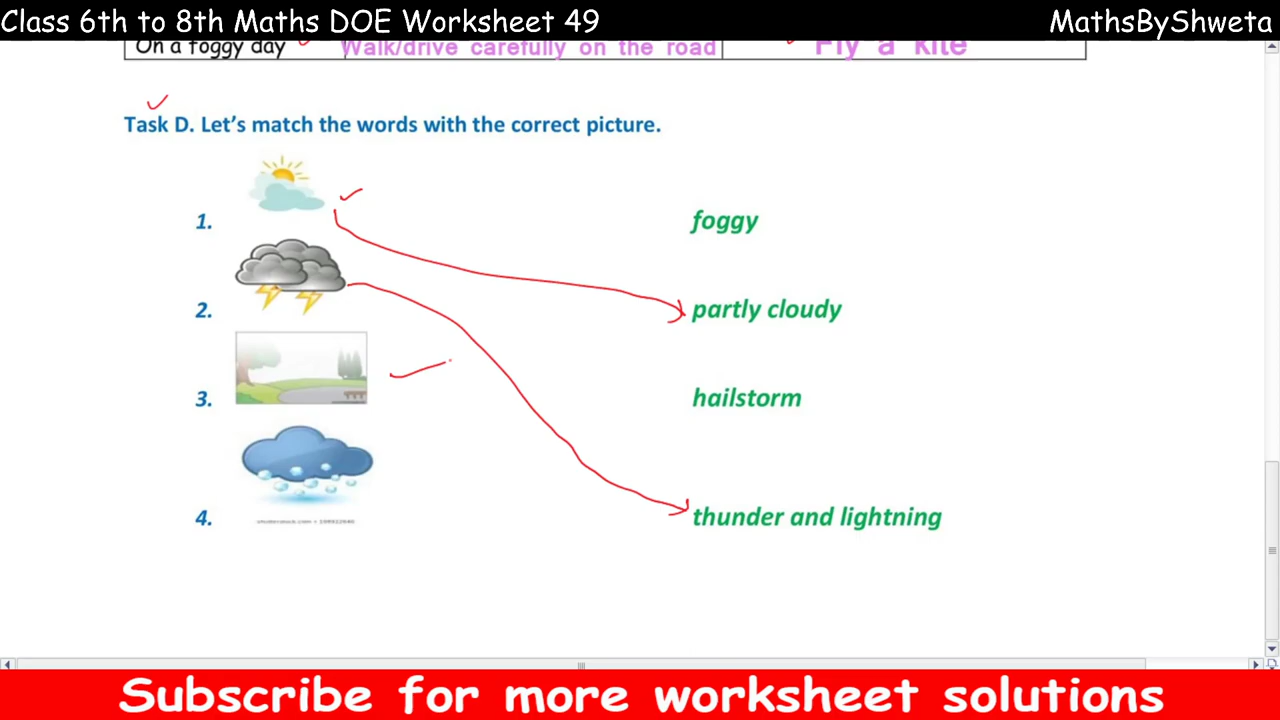 Class 6th to 8th Maths DOE Worksheet 49 MathsByShweta
On a foggy day Walk/drive carefully on the road Fly a kite
Task D. Let's match the words with the correct picture.
1. foggy
2. partly cloudy
3. hailstorm
4. thunder and lightning
Subscribe for more worksheet solutions